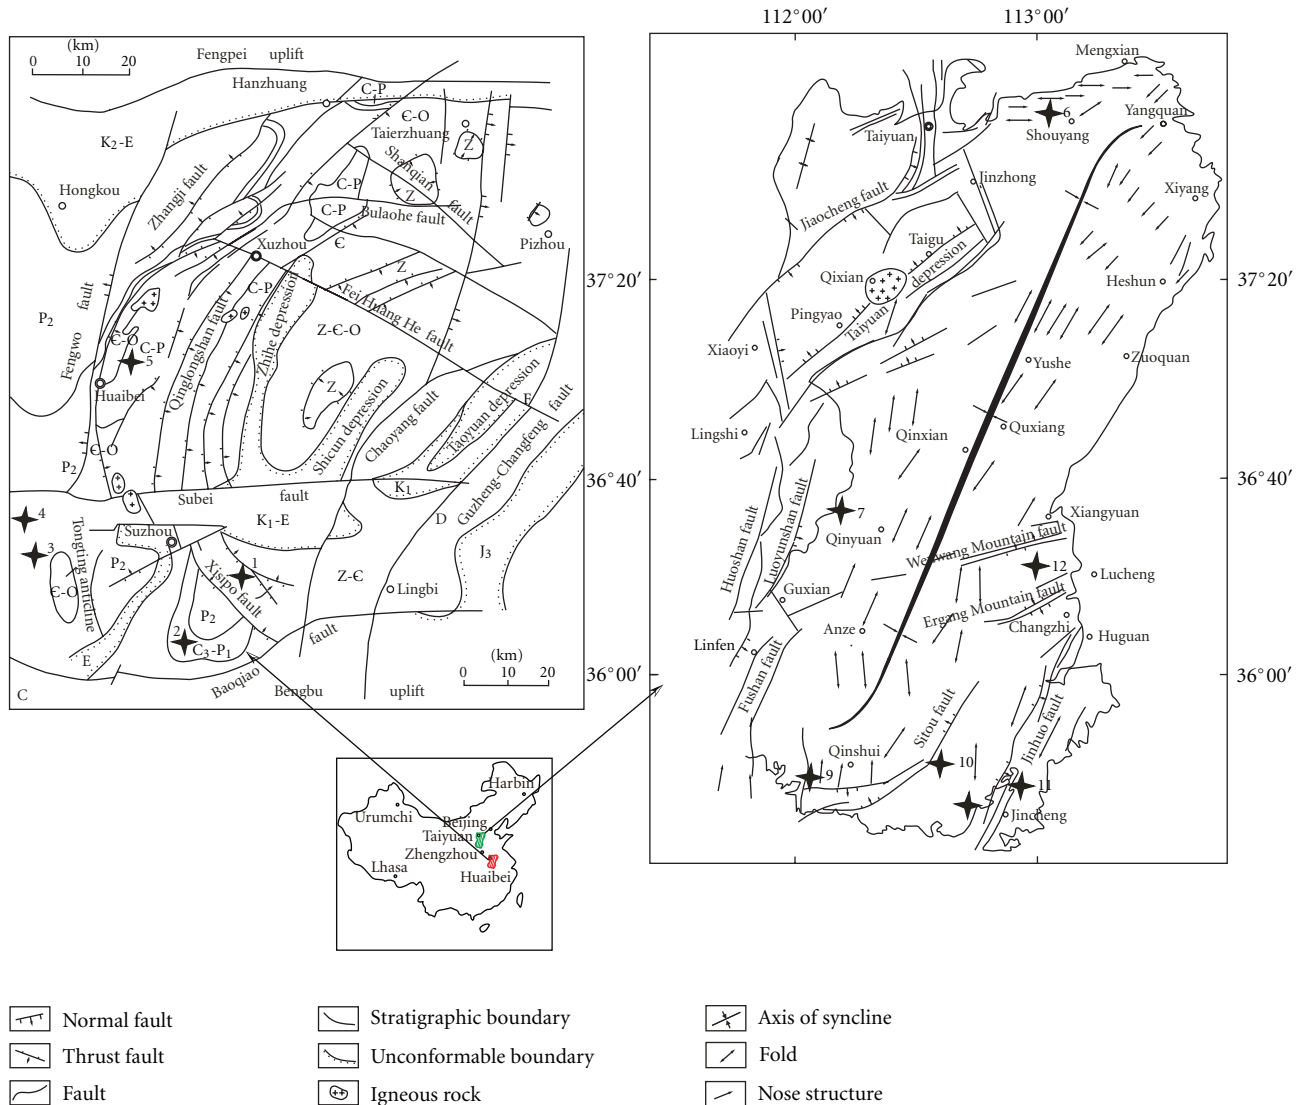 (km)
0 10 20
Fengpei uplift
Hanzhuang
C-P
Є-O
Taierzhuang
Z
K2-E
Shanqian fault
Z
Hongkou
Zhangji fault
C-P
C-P
Bulaohe fault
Pizhou
Xuzhou
Є
Z
C-P
Fei Huang He fault
Fengwo fault
P2
Є-O
C-P
5
Qinglongshan fault
Zhihe depression
Z-Є-O
Huaibei
Z
Shicun depression
Chaoyang fault
Taoyuan depression
E
Guzheng-Changfeng fault
Є-O
P2
Subei fault
K1
K1-E
D
4
3
Tongting anticline
Suzhou
P2
Xisipo fault
1
J3
Z-Є
Є-O
Lingbi
P2
2
C3-P1
E
Baoqiao fault
(km)
0 10 20
C
Bengbu uplift
112°00′ 113°00′
37°20′
36°40′
36°00′
37°20′
36°40′
36°00′
Mengxian
Taiyuan
6
Shouyang
Yangquan
Jinzhong
Jiaocheng fault
Xiyang
Taigu
Qixian
Taiyuan depression
Heshun
Pingyao
Xiaoyi
Yushe
Zuoquan
Lingshi
Qinxian
Quxiang
7
Qinyuan
Xiangyuan
Huoshan fault
Luoyunshan fault
Wenwang Mountain fault
12
Lucheng
Guxian
Ergang Mountain fault
Changzhi
Anze
Linfen
Huguan
Fushan fault
Sitou fault
Jinhuo fault
Qinshui
9
10
11
Jincheng
Harbin
Urumchi
Beijing
Taiyuan
Zhengzhou
Lhasa
Huaibei
Normal fault
Stratigraphic boundary
Axis of syncline
Thrust fault
Unconformable boundary
Fold
Fault
Igneous rock
Nose structure